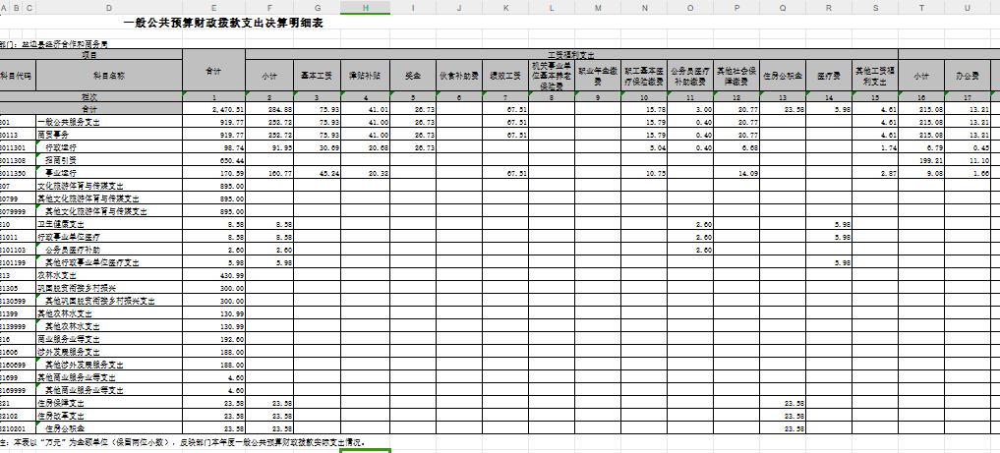 A B C D E F G H I J K L M N O P Q R S T U
一般公共预算财政拨款支出决算明细表
部门：盐边县经济合作和商务局
项目 合计 工资福利支出
科目代码 科目名称 小计 基本工资 津贴补贴 奖金 伙食补助费 绩效工资 机关事业单位基本养老保险费 职业年金缴费 职工基本医疗保险缴费 公务员医疗补助缴费 其他社会保障缴费 住房公积金 医疗费 其他工资福利支出 小计 办公费
栏次 1 2 3 4 5 6 7 8 9 10 11 12 13 14 15 16 17
合计 2,470.51 284.88 75.93 41.01 26.73 67.51 15.78 3.00 20.77 23.58 5.98 4.61 215.08 13.21
201 一般公共服务支出 919.77 252.72 75.93 41.00 26.73 67.51 15.79 0.40 20.77 4.61 215.08 13.21
20113 商贸事务 919.77 252.72 75.93 41.00 26.73 67.51 15.79 0.40 20.77 4.61 215.08 13.21
2011301 行政运行 98.74 91.95 30.69 20.68 26.73 5.04 0.40 6.68 1.74 6.79 0.45
2011308 招商引资 650.44 199.21 11.10
2011350 事业运行 170.59 160.77 45.24 20.32 67.51 10.75 14.09 2.87 9.08 1.66
207 文化旅游体育与传媒支出 895.00
20799 其他文化旅游体育与传媒支出 895.00
2079999 其他文化旅游体育与传媒支出 895.00
210 卫生健康支出 8.58 8.58 2.60 5.98
21011 行政事业单位医疗 8.58 8.58 2.60 5.98
2101103 公务员医疗补助 2.60 2.60 2.60
2101199 其他行政事业单位医疗支出 5.98 5.98 5.98
213 农林水支出 430.99
21305 巩固脱贫衔接乡村振兴 300.00
2130599 其他巩固脱贫衔接乡村振兴支出 300.00
21399 其他农林水支出 130.99
2139999 其他农林水支出 130.99
216 商业服务业等支出 192.60
21606 涉外发展服务支出 188.00
2160699 其他涉外发展服务支出 188.00
21699 其他商业服务业等支出 4.60
2169999 其他商业服务业等支出 4.60
221 住房保障支出 23.58 23.58 23.58
22102 住房改革支出 23.58 23.58 23.58
2210201 住房公积金 23.58 23.58 23.58
注：本表以“万元”为金额单位（保留两位小数），反映部门本年度一般公共预算财政拨款实际支出情况。